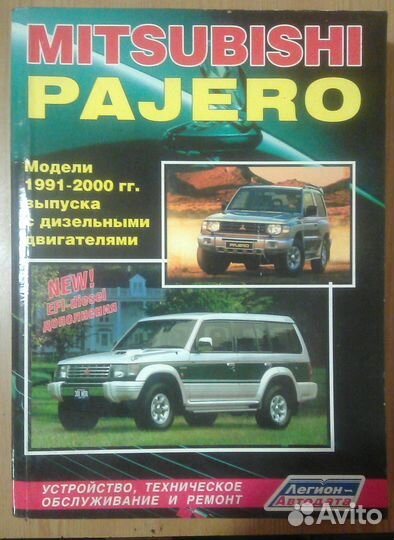 MITSUBISHI
PAJERO
Модели
1991-2000 гг.
выпуска
с дизельными
двигателями
PAJERO
NEW!
EFI-diesel
дополнения
УСТРОЙСТВО, ТЕХНИЧЕСКОЕ
ОБСЛУЖИВАНИЕ И РЕМОНТ
Легион-
Автодата
Avito